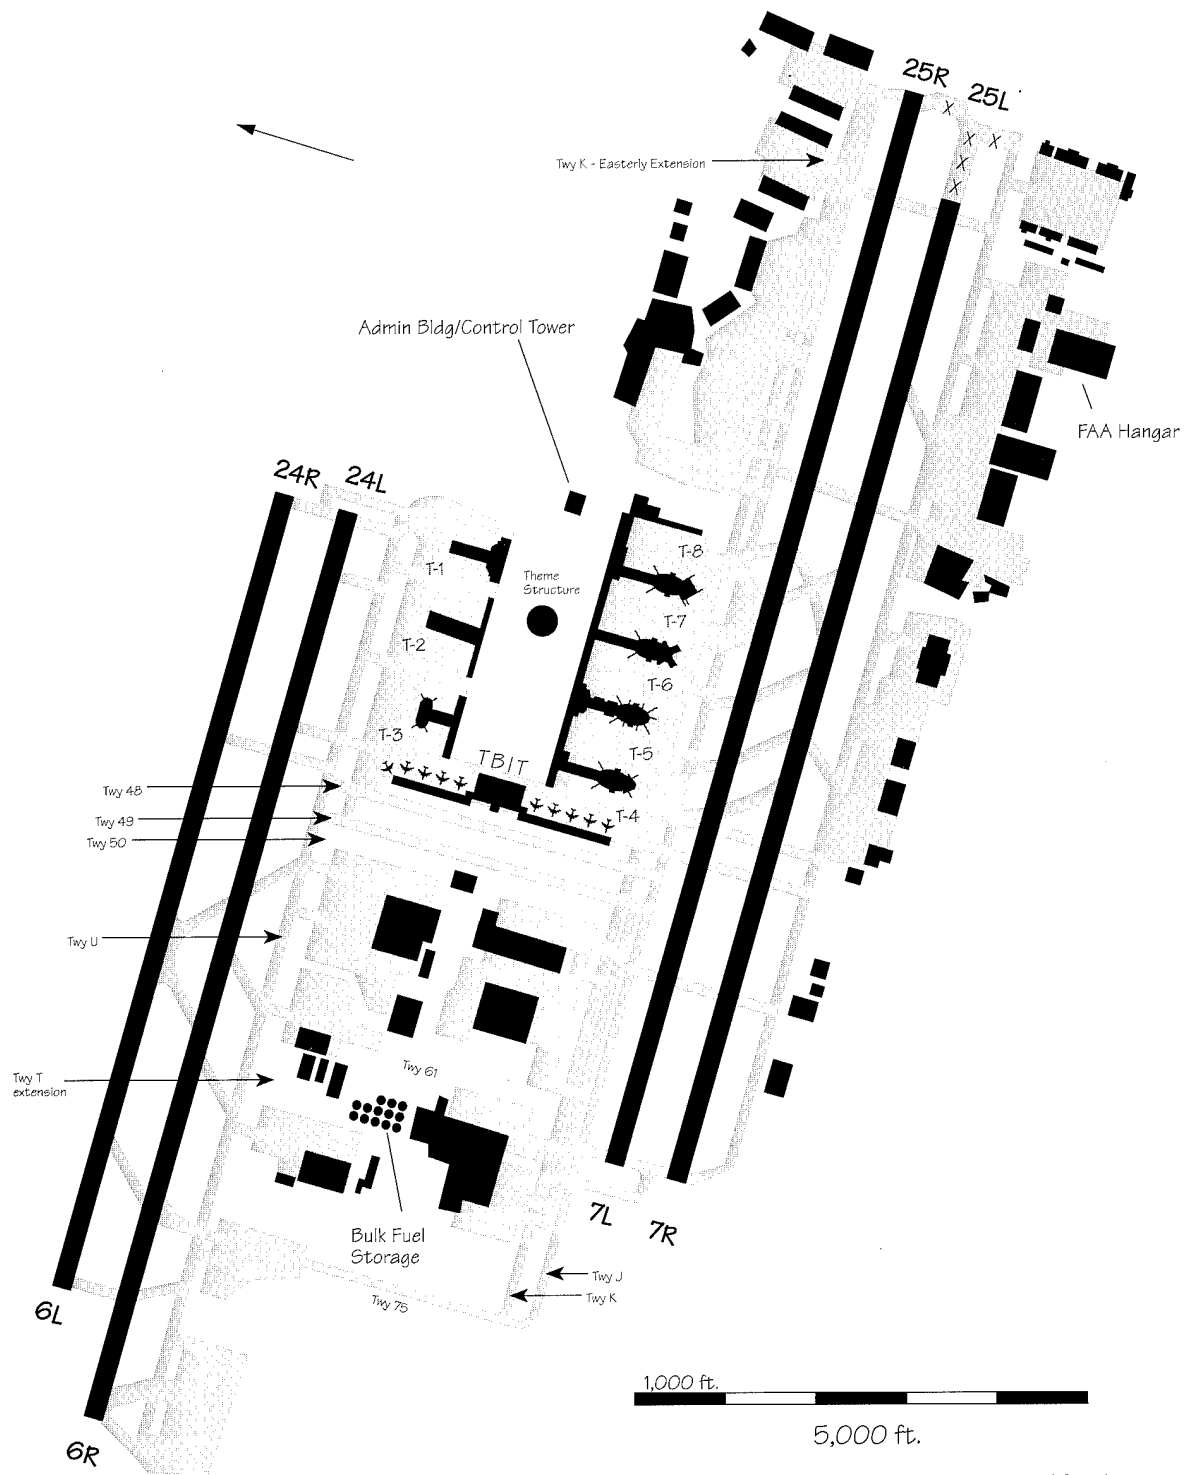 25R
25L
Twy K - Easterly Extension
Admin Bldg/Control Tower
FAA Hangar
24R
24L
T-8
T-1
Theme
Structure
T-7
T-2
T-6
T-3
T-5
TBIT
T-4
Twy 48
Twy 49
Twy 50
Twy U
Twy 61
Twy T
extension
7L
7R
Bulk Fuel
Storage
Twy J
Twy K
Twy 75
6L
1,000 ft.
5,000 ft.
6R